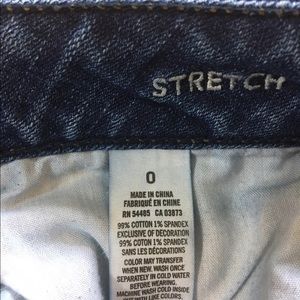 STRETCH
0
MADE IN CHINA
FABRIQUÉ EN CHINE
RN 54485 CA 03873
99% COTTON 1% SPANDEX
EXCLUSIVE OF DECORATION
99% COTON 1% SPANDEX
SANS LES DÉCORATIONS
COLOR MAY TRANSFER
WHEN NEW. WASH ONCE
SEPARATELY IN COLD WATER
BEFORE WEARING.
MACHINE WASH COLD-INSIDE
OUT WITH LIKE COLORS